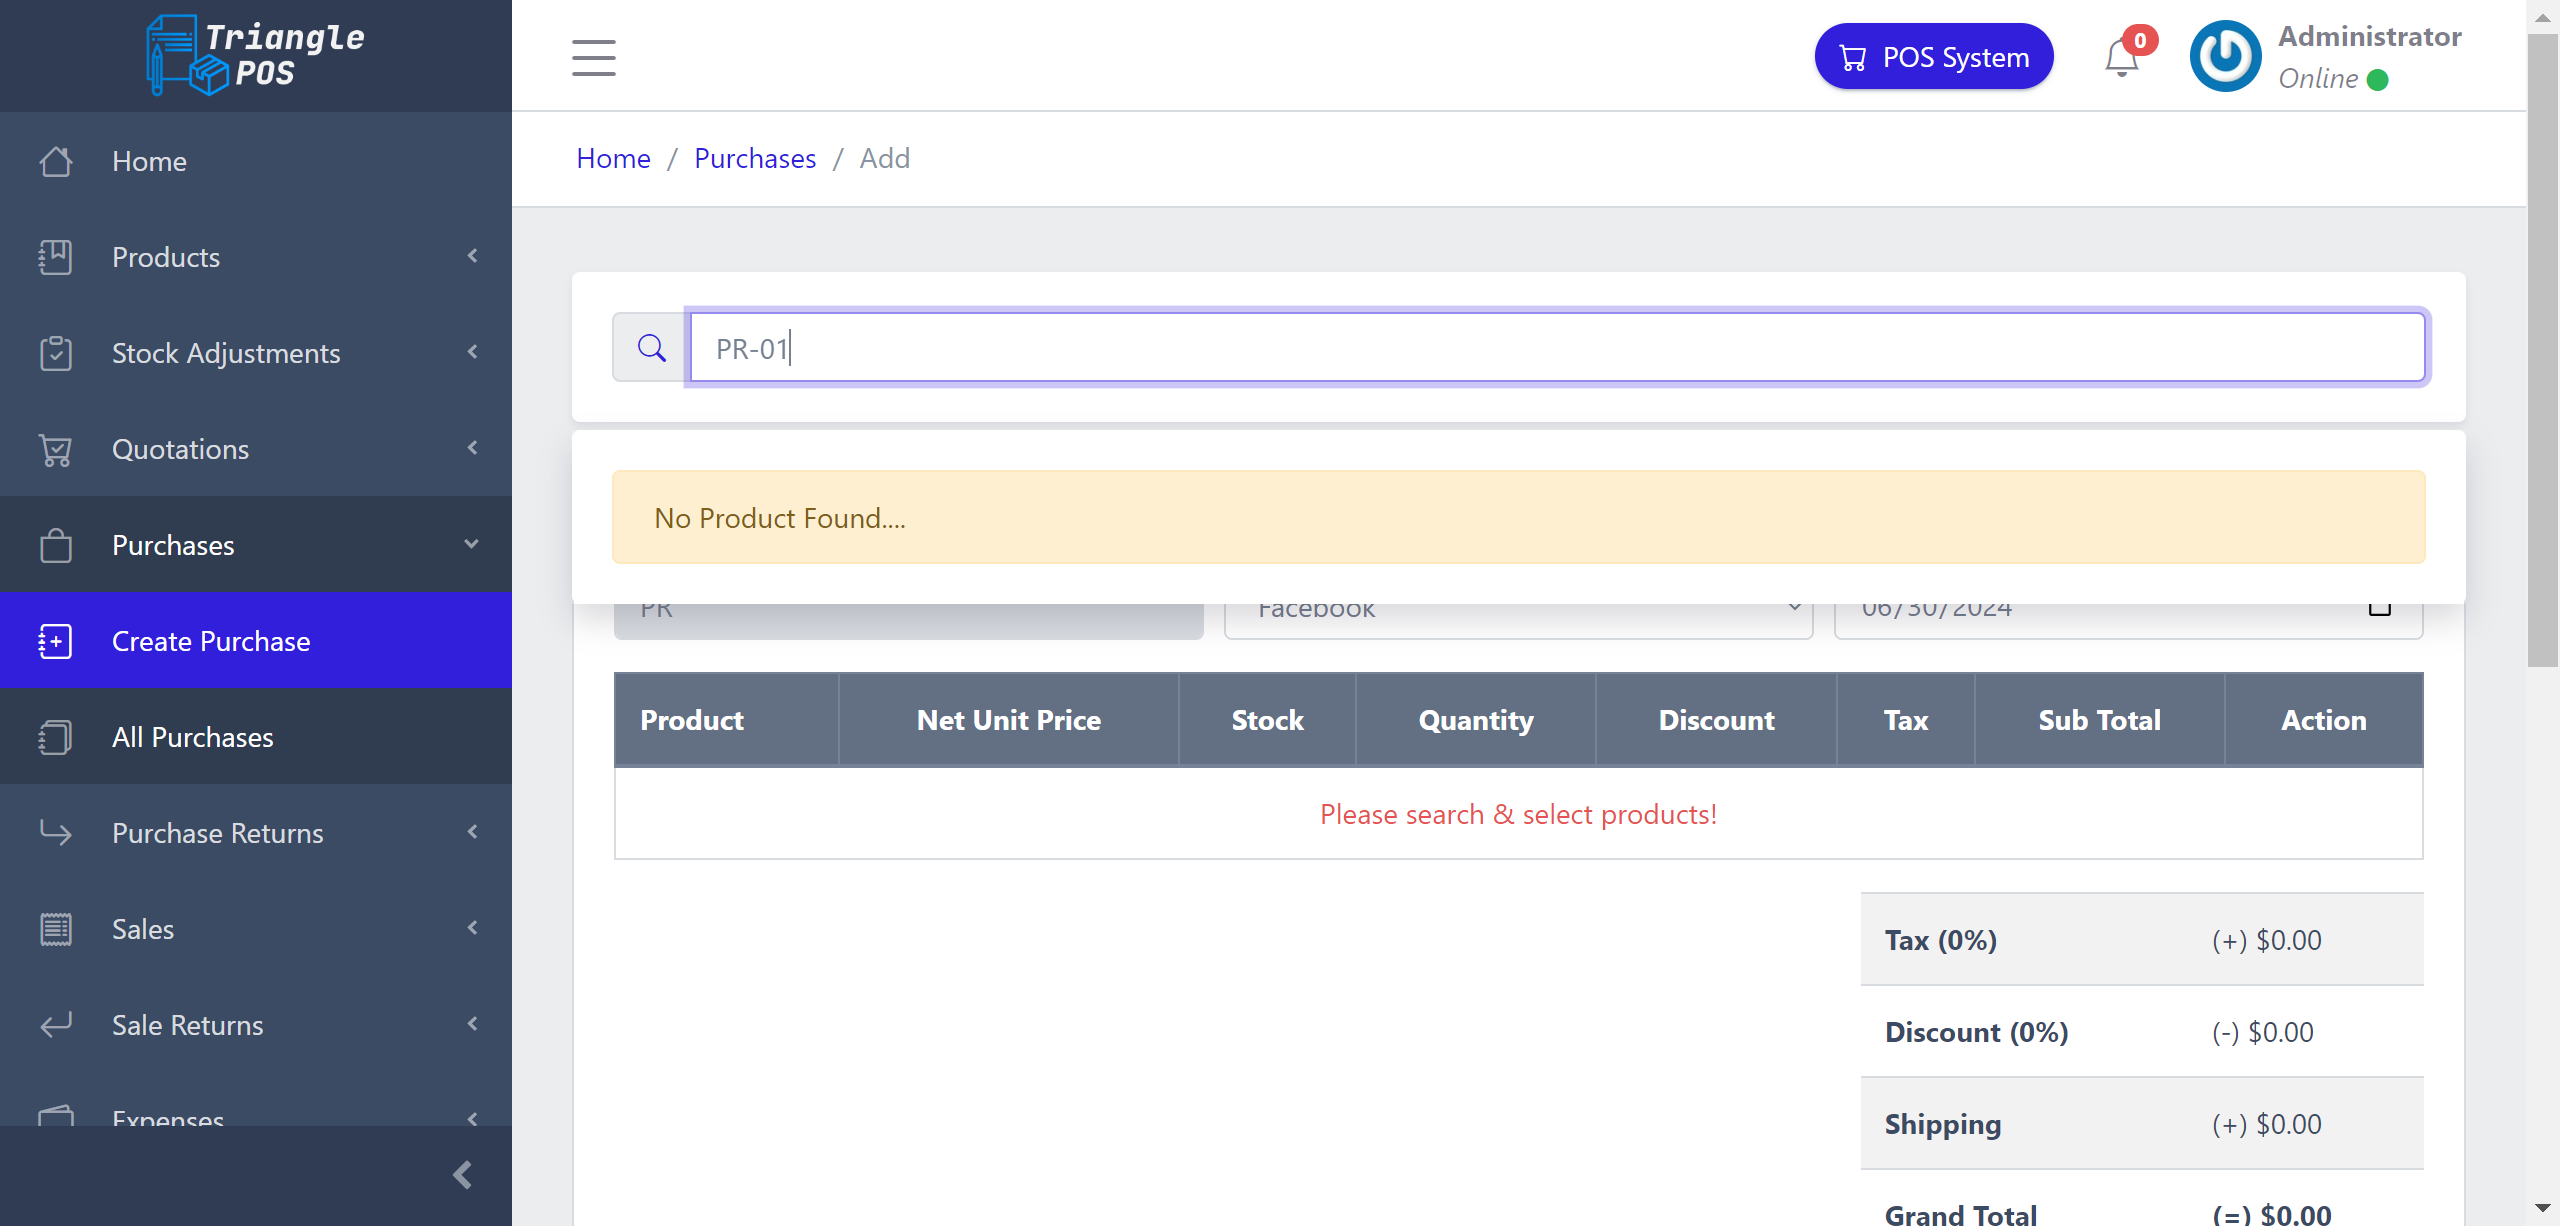 Triangle
POS
POS System
0
Administrator
Online
Home
Products
Stock Adjustments
Quotations
Purchases
Create Purchase
All Purchases
Purchase Returns
Sales
Sale Returns
Expenses
Home / Purchases / Add
PR-01
No Product Found....
PR
Facebook
06/30/2024
Product Net Unit Price Stock Quantity Discount Tax Sub Total Action
Please search & select products!
Tax (0%) (+) $0.00
Discount (0%) (-) $0.00
Shipping (+) $0.00
Grand Total (=) $0.00